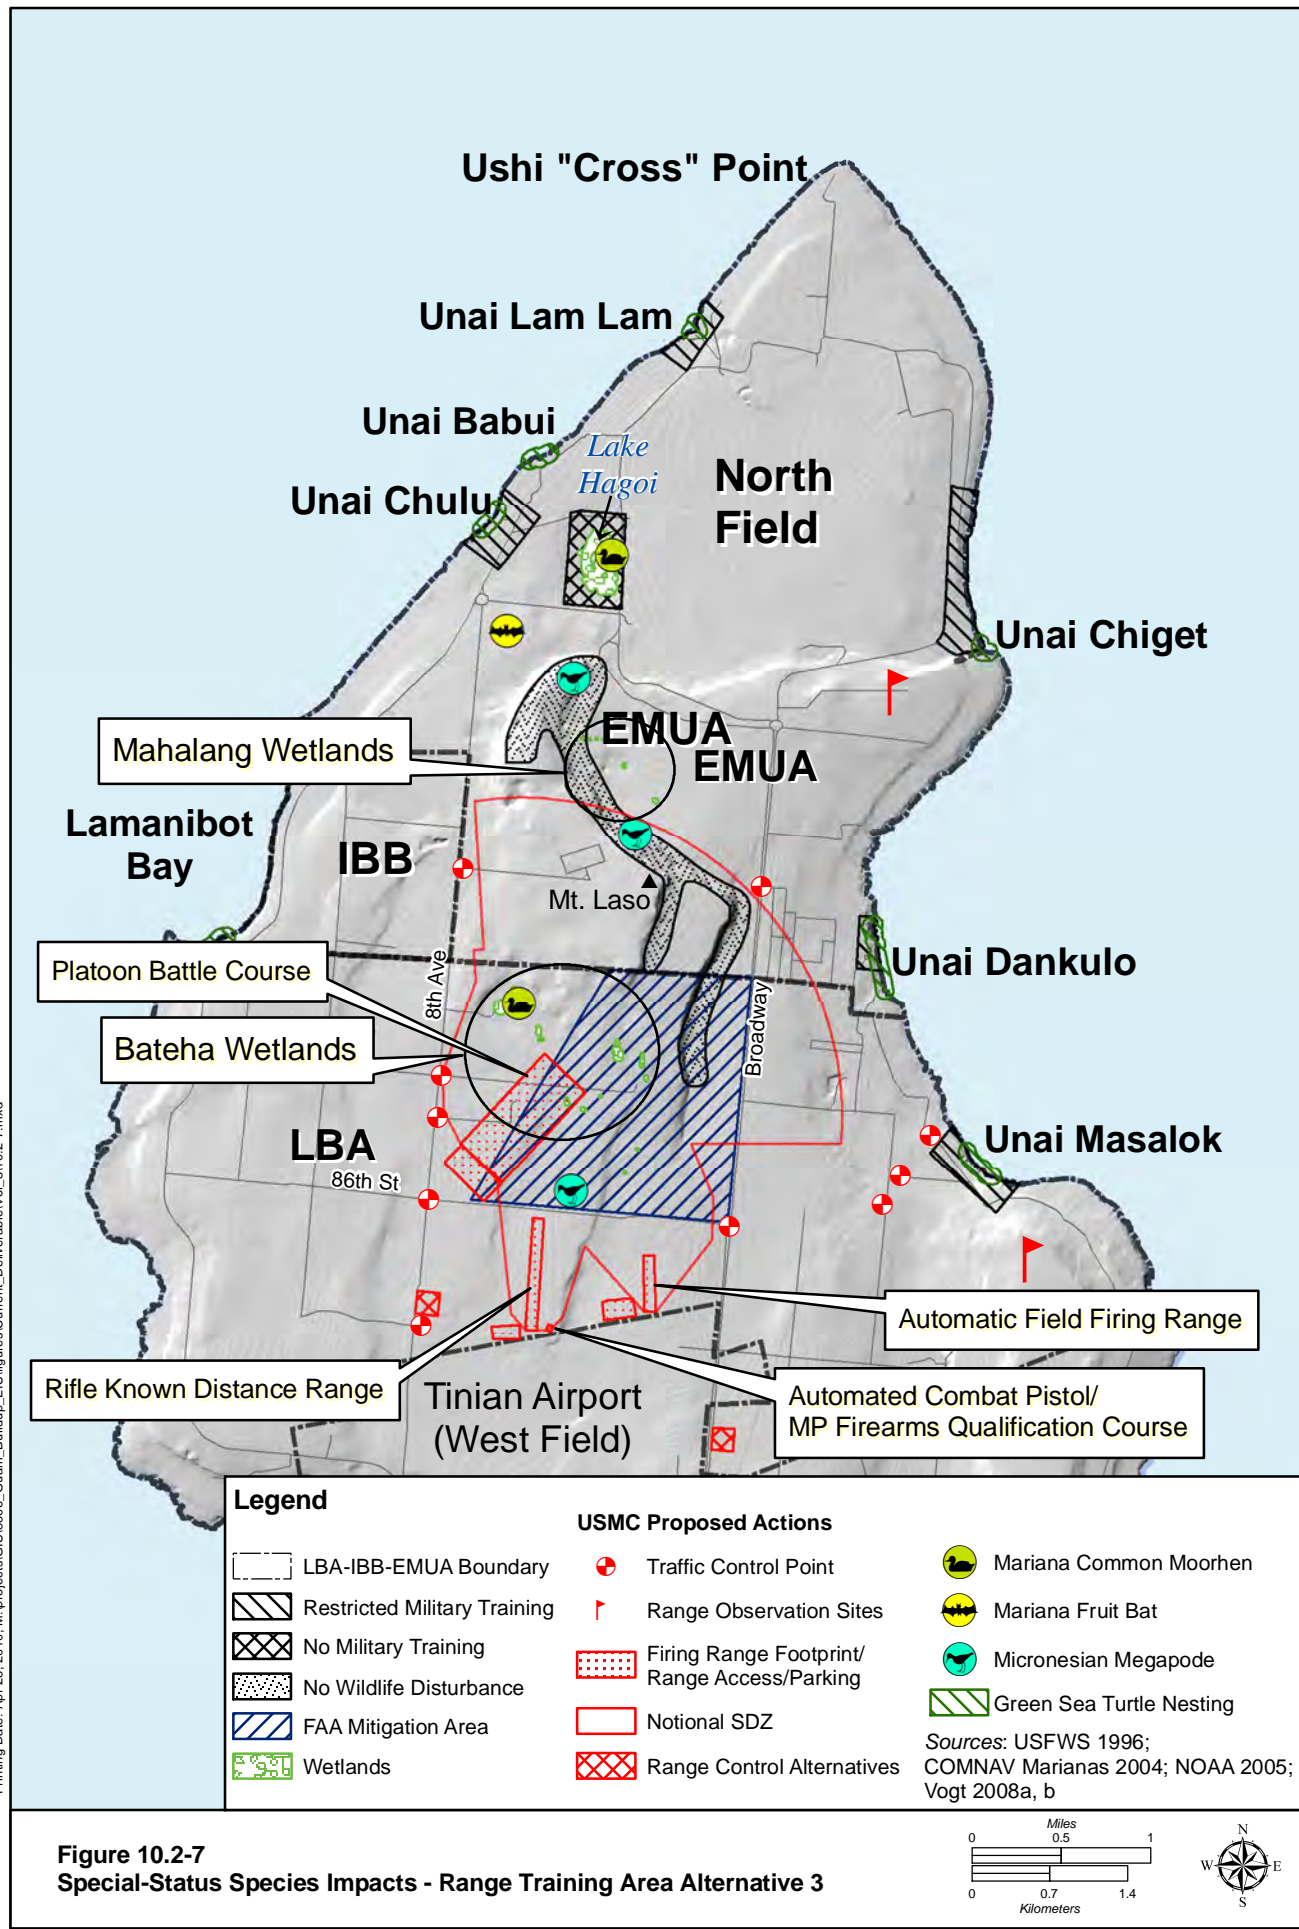 Ushi "Cross" Point
Unai Lam Lam
Unai Babui
Lake
Hagoi
North
Field
Unai Chulu
Unai Chiget
EMUA
Mahalang Wetlands
EMUA
Lamanibot
Bay
IBB
Mt. Laso
Platoon Battle Course
8th Ave
Unai Dankulo
Broadway
Bateha Wetlands
LBA
86th St
Unai Masalok
Automatic Field Firing Range
Rifle Known Distance Range
Tinian Airport
(West Field)
Automated Combat Pistol/
MP Firearms Qualification Course
Legend
LBA-IBB-EMUA Boundary
Restricted Military Training
No Military Training
No Wildlife Disturbance
FAA Mitigation Area
Wetlands
USMC Proposed Actions
Traffic Control Point
Range Observation Sites
Firing Range Footprint/
Range Access/Parking
Notional SDZ
Range Control Alternatives
Mariana Common Moorhen
Mariana Fruit Bat
Micronesian Megapode
Green Sea Turtle Nesting
Sources: USFWS 1996;
COMNAV Marianas 2004; NOAA 2005;
Vogt 2008a, b
Figure 10.2-7
Special-Status Species Impacts - Range Training Area Alternative 3
Miles
0 0.5 1
0 0.7 1.4
Kilometers
N
W E
S